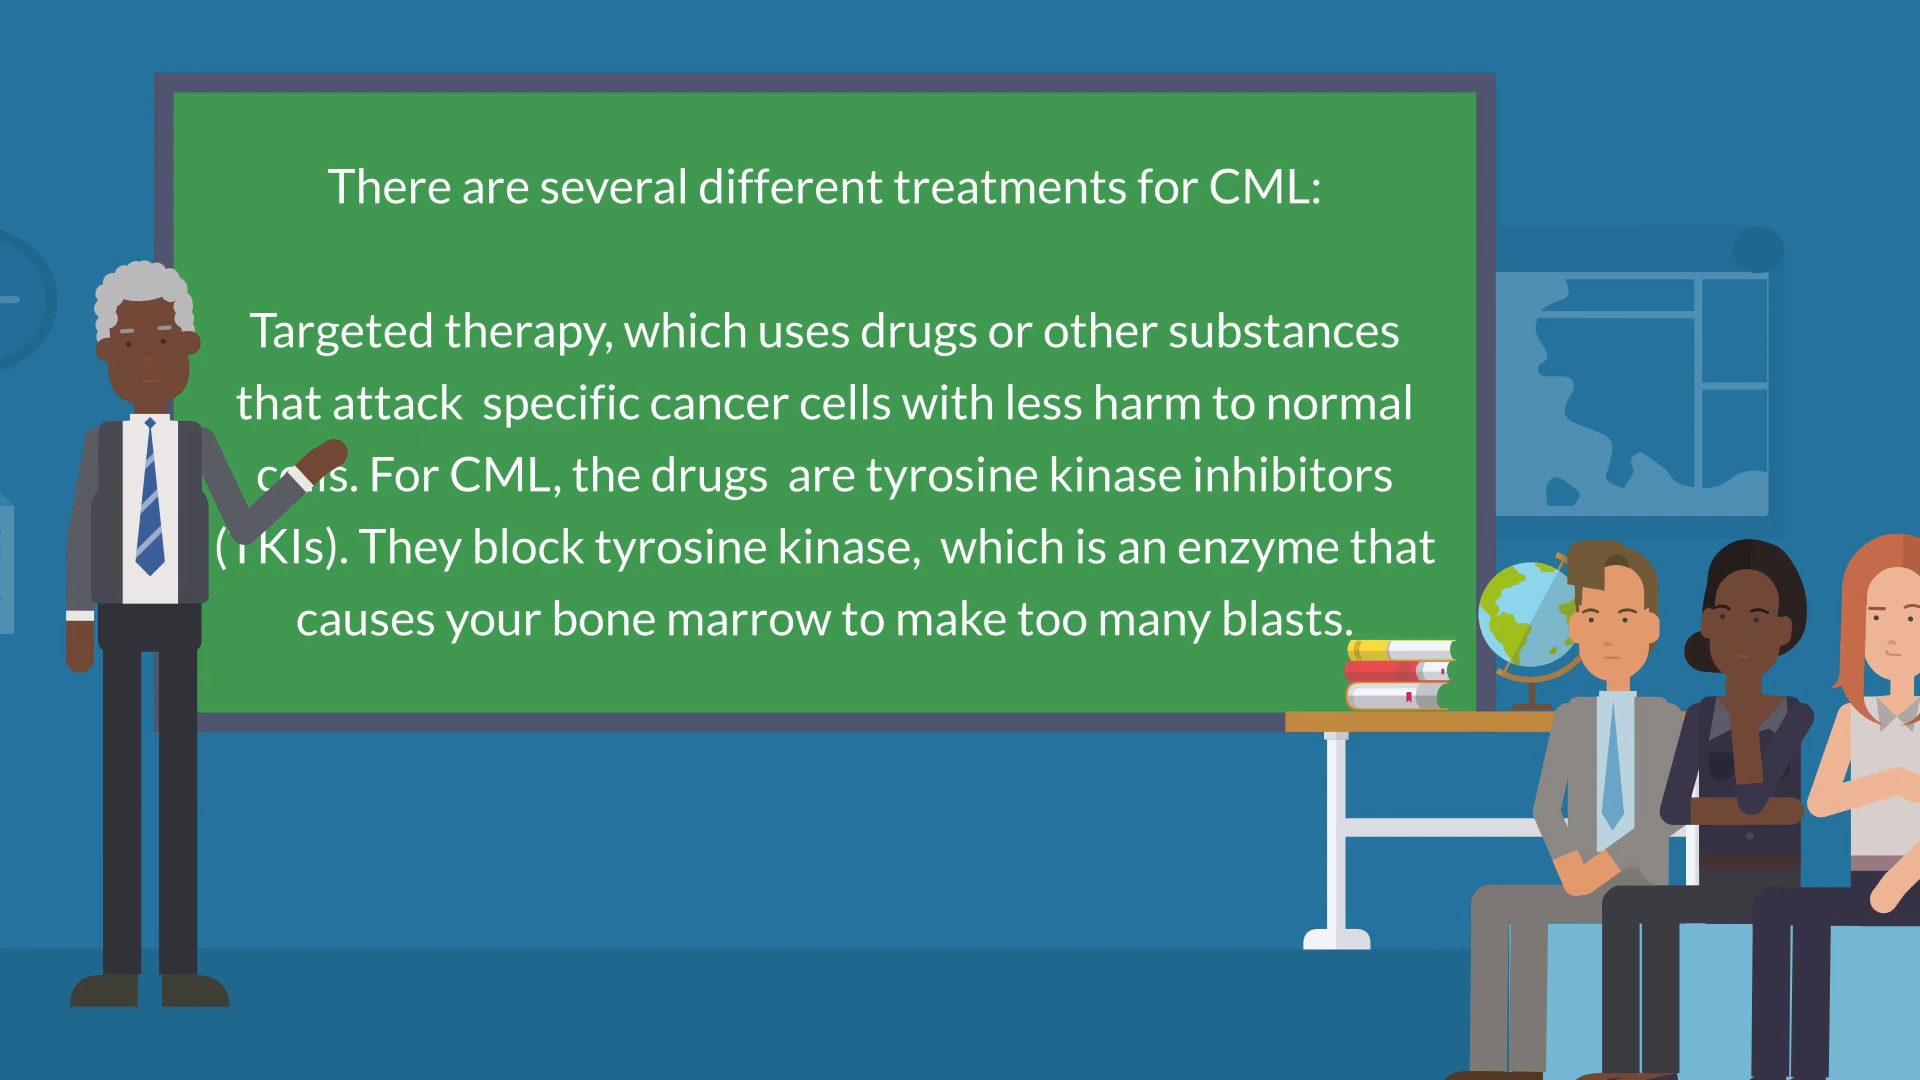 There are several different treatments for CML:
Targeted therapy, which uses drugs or other substances
that attack specific cancer cells with less harm to normal
cells. For CML, the drugs are tyrosine kinase inhibitors
(TKIs). They block tyrosine kinase, which is an enzyme that
causes your bone marrow to make too many blasts.